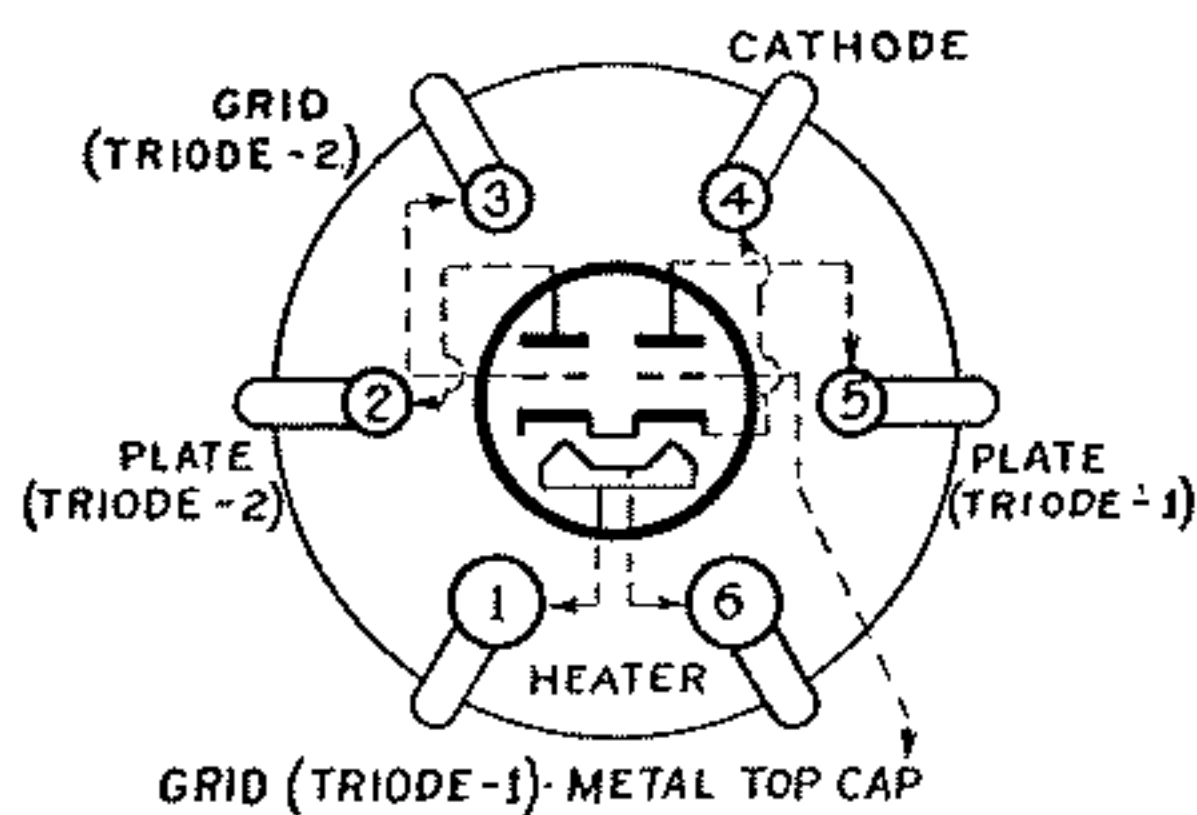 CATHODE
GRID
(TRIODE-2)
3
4
2
5
PLATE
(TRIODE-2)
PLATE
(TRIODE-1)
1
6
HEATER
GRID (TRIODE-1)- METAL TOP CAP